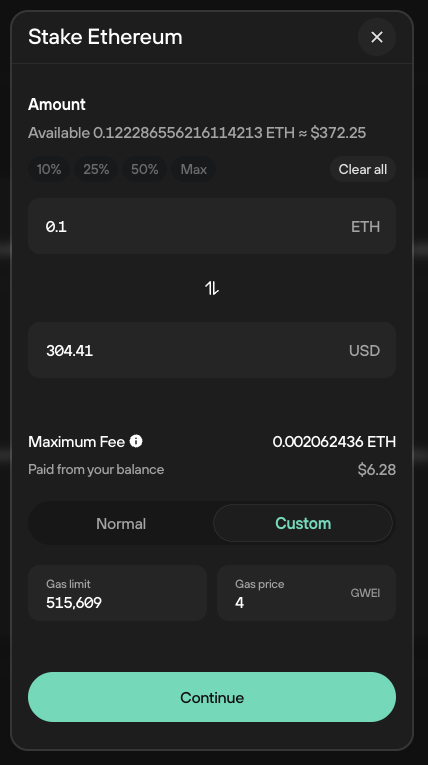 Stake Ethereum
Amount
Available 0.122286556216114213 ETH ≈ $372.25
10% 25% 50% Max Clear all
0.1 ETH
304.41 USD
Maximum Fee 0.002062436 ETH
Paid from your balance $6.28
Normal Custom
Gas limit Gas price
515,609 4 GWEI
Continue